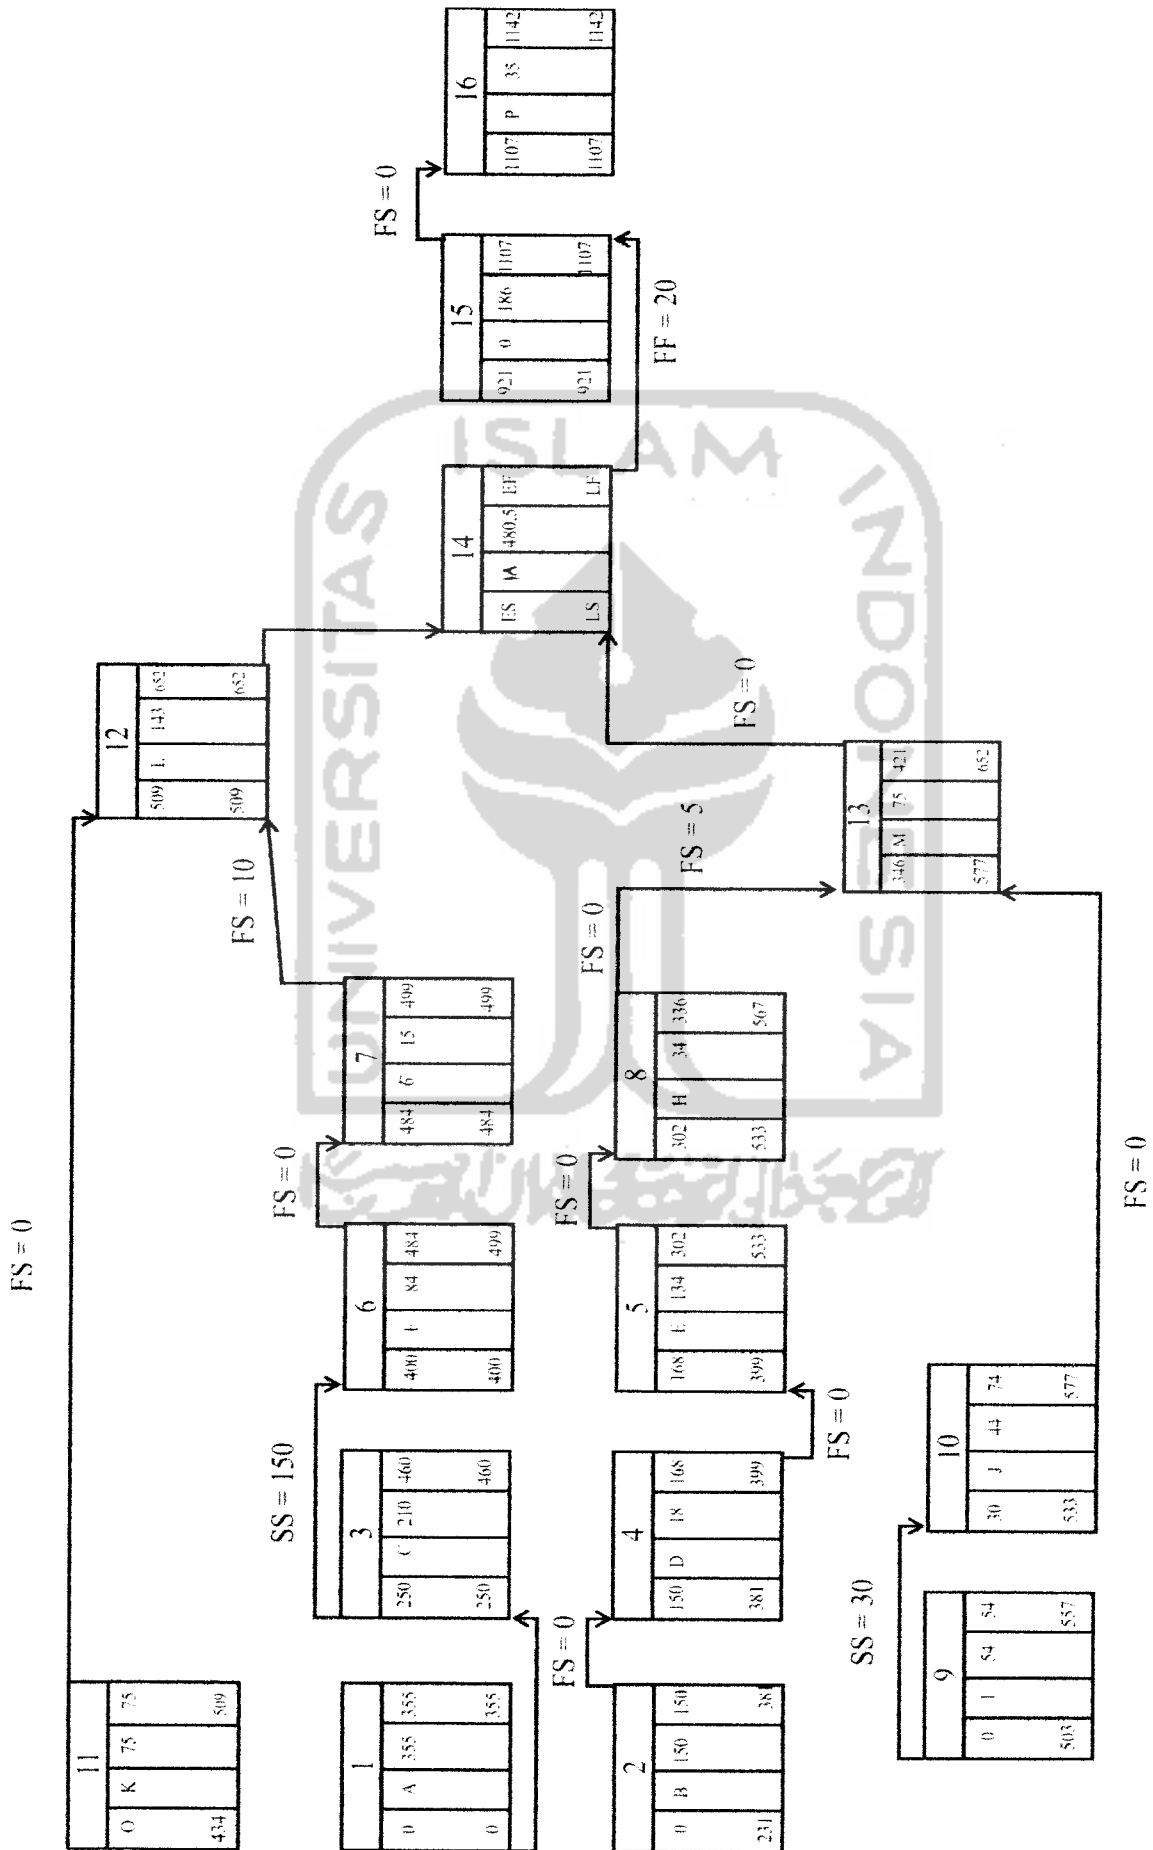 FS = 0
11
O K 75 75
434 509
12
509 L 143 652
509 652
1
0 A 355 355
0 355
SS = 150
3
250 C 210 460
250 460
6
400 84 484
400 499
FS = 0
7
484 6 15 499
484 499
FS = 10
14
ES 480.5 EF
LS LF
15
921 0 186 1107
921 1107
FS = 0
16
1107 P 35 1142
1107 1142
FF = 20
2
0 B 150 150
231 381
FS = 0
4
150 D 18 168
381 399
FS = 0
5
168 E 134 302
399 533
FS = 0
8
302 H 34 336
533 567
FS = 0
FS = 5
FS = 0
13
346 M 75 421
577 652
9
0 I 54 54
503 557
SS = 30
10
30 J 44 74
533 577
FS = 0
UNIVERSITAS
ISLAM
INDONESIA